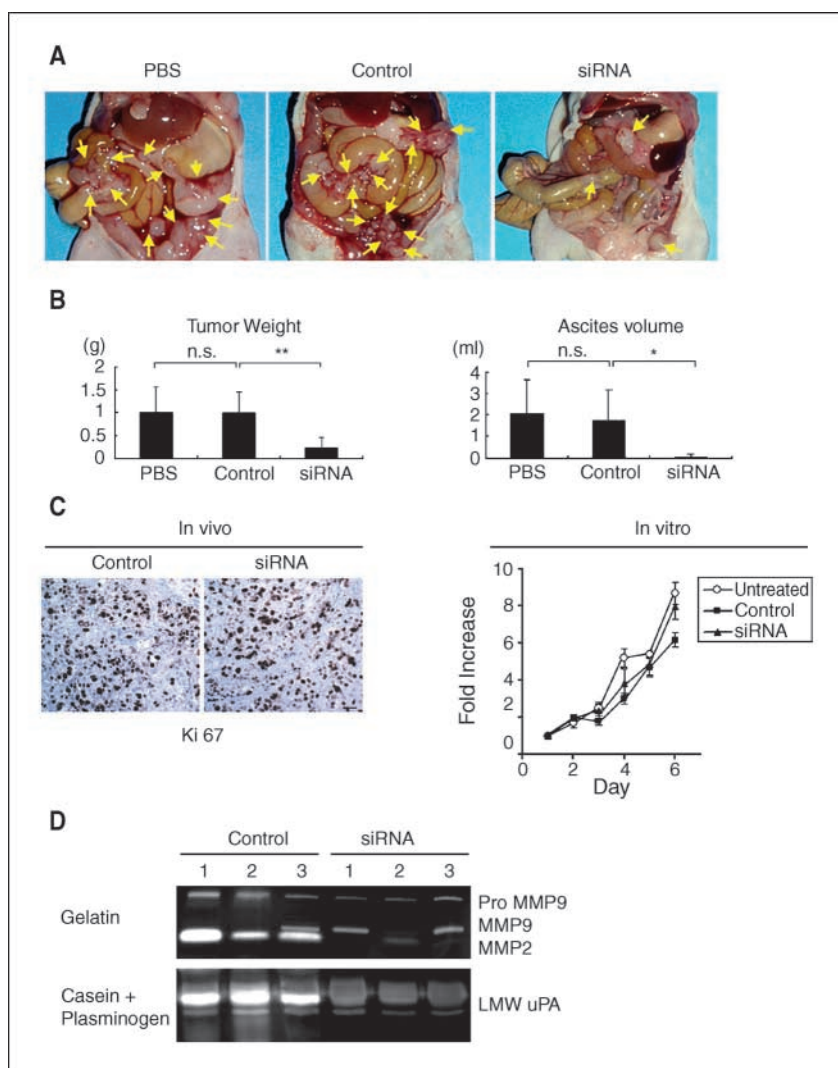 A
PBS Control siRNA
B
Tumor Weight
(g)
n.s. **
2
1.5
1
0.5
0
PBS Control siRNA
Ascites volume
(ml)
n.s. *
4
3
2
1
0
PBS Control siRNA
C
In vivo
Control siRNA
Ki 67
In vitro
10
8
6
4
2
0
Fold Increase
0 2 4 6
Day
Untreated
Control
siRNA
D
Control siRNA
1 2 3 1 2 3
Gelatin
Pro MMP9
MMP9
MMP2
Casein +
Plasminogen
LMW uPA